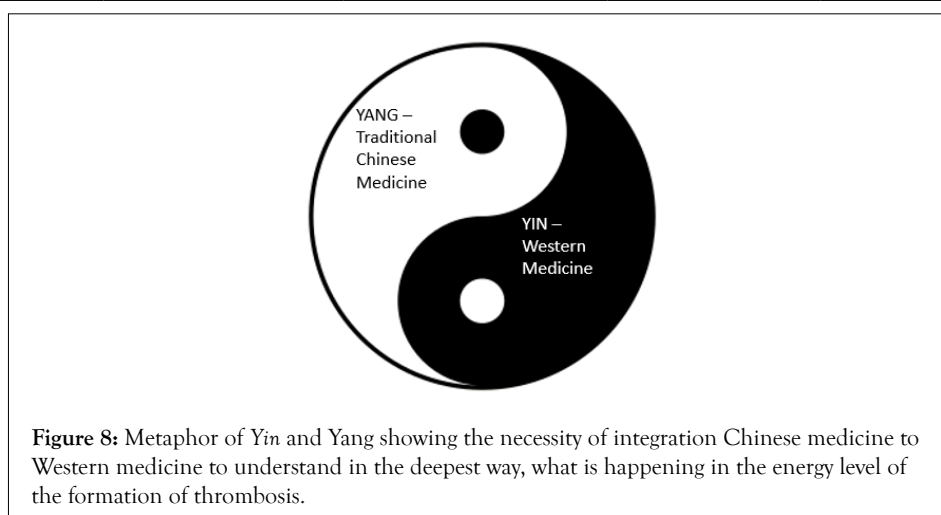 YANG –
Traditional
Chinese
Medicine
YIN –
Western
Medicine
Figure 8: Metaphor of Yin and Yang showing the necessity of integration Chinese medicine to
Western medicine to understand in the deepest way, what is happening in the energy level of
the formation of thrombosis.